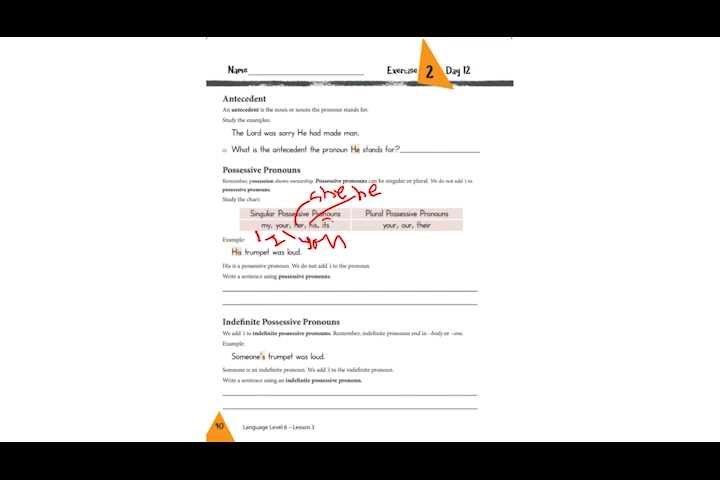 Name Exercise 2 Day 12
Antecedent
An antecedent is the noun or nouns the pronoun stands for.
Study the examples:
The Lord was sorry He had made man.
What is the antecedent the pronoun He stands for?
Possessive Pronouns
Remember, possession shows ownership. Possessive pronouns can be singular or plural. We do not add 's to
possessive pronouns.
she he
Study the chart:
Singular Possessive Pronouns Plural Possessive Pronouns
my, your, her, his, its your, our, their
I you
Example:
His trumpet was loud.
His is a possessive pronoun. We do not add 's to the pronoun.
Write a sentence using possessive pronouns.
Indefinite Possessive Pronouns
We add 's to indefinite possessive pronouns. Remember, indefinite pronouns end in -body or -one.
Example:
Someone's trumpet was loud.
Someone is an indefinite pronoun. We add 's to the indefinite pronoun.
Write a sentence using an indefinite possessive pronoun.
90 Language Level 6 – Lesson 3